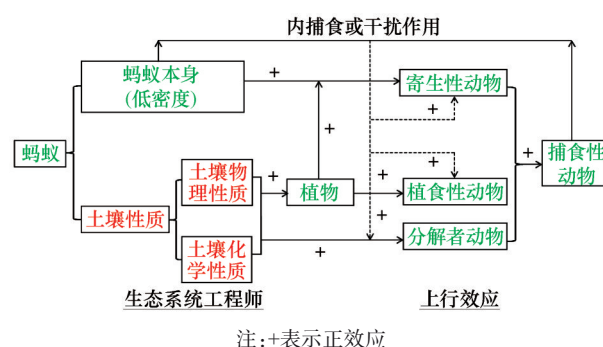 内捕食或干扰作用
蚂蚁本身
(低密度)
+
寄生性动物
+
+
蚂蚁
土壤物
理性质
+
植物
+
+
植食性动物
+
捕食性
动物
土壤性质
+
土壤化
学性质
+
分解者动物
生态系统工程师
上行效应
注:+表示正效应